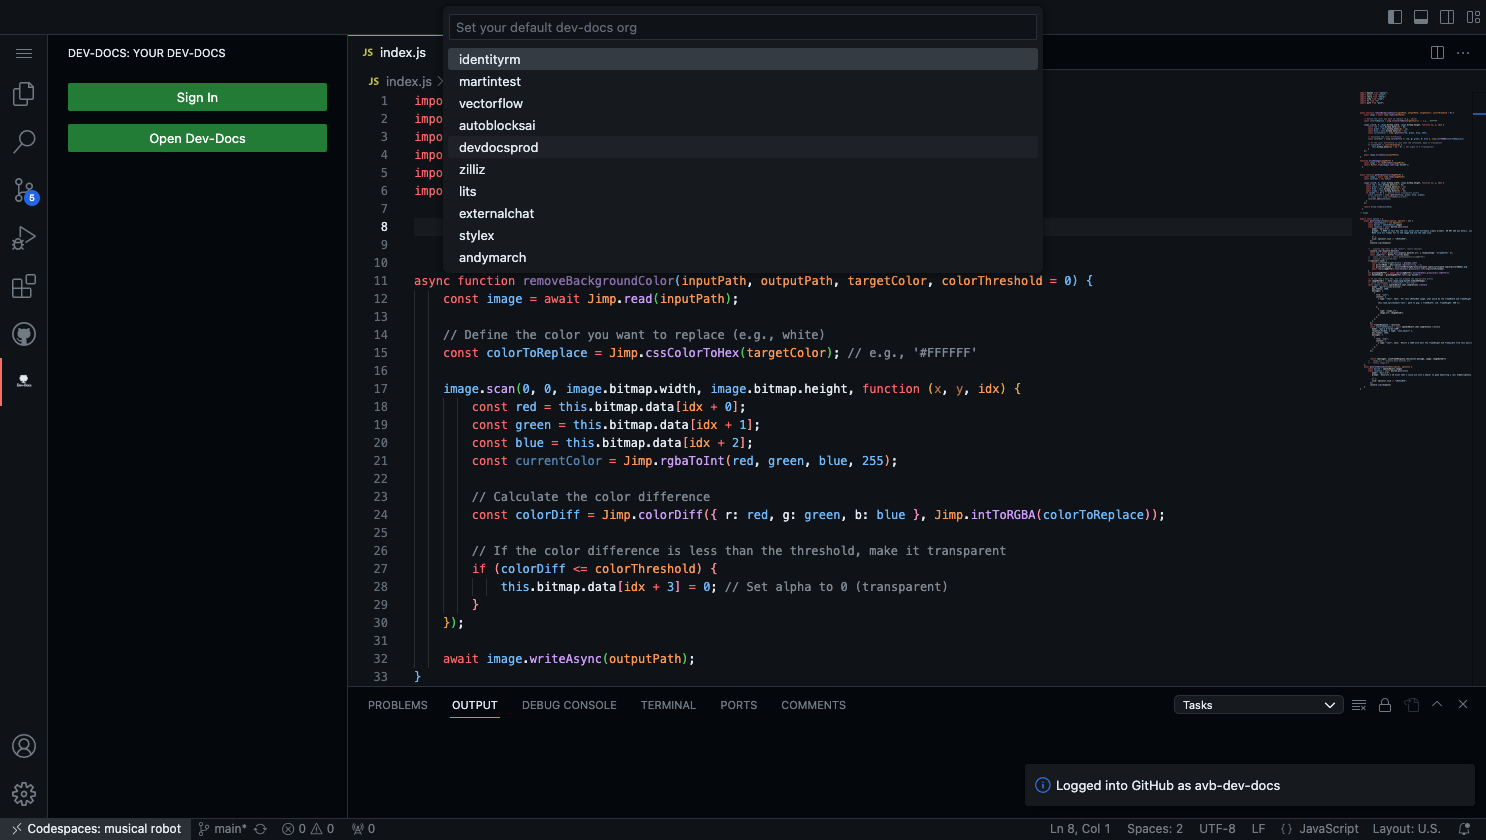 Set your default dev-docs org
identityrm
martintest
vectorflow
autoblocksai
devdocsprod
zilliz
lits
externalchat
stylex
andymarch
DEV-DOCS: YOUR DEV-DOCS
Sign In
Open Dev-Docs
5
Dev-Docs
JS index.js
JS index.js >
1 impo
2 impo
3 impo
4 impo
5 impo
6 impo
7
8
9
10
11 async function removeBackgroundColor(inputPath, outputPath, targetColor, colorThreshold = 0) {
12 const image = await Jimp.read(inputPath);
13
14 // Define the color you want to replace (e.g., white)
15 const colorToReplace = Jimp.cssColorToHex(targetColor); // e.g., '#FFFFFF'
16
17 image.scan(0, 0, image.bitmap.width, image.bitmap.height, function (x, y, idx) {
18 const red = this.bitmap.data[idx + 0];
19 const green = this.bitmap.data[idx + 1];
20 const blue = this.bitmap.data[idx + 2];
21 const currentColor = Jimp.rgbaToInt(red, green, blue, 255);
22
23 // Calculate the color difference
24 const colorDiff = Jimp.colorDiff({ r: red, g: green, b: blue }, Jimp.intToRGBA(colorToReplace));
25
26 // If the color difference is less than the threshold, make it transparent
27 if (colorDiff <= colorThreshold) {
28 this.bitmap.data[idx + 3] = 0; // Set alpha to 0 (transparent)
29 }
30 });
31
32 await image.writeAsync(outputPath);
33 }
PROBLEMS OUTPUT DEBUG CONSOLE TERMINAL PORTS COMMENTS
Tasks
Logged into GitHub as avb-dev-docs
Codespaces: musical robot main* 0 0 0
Ln 8, Col 1 Spaces: 2 UTF-8 LF {} JavaScript Layout: U.S.